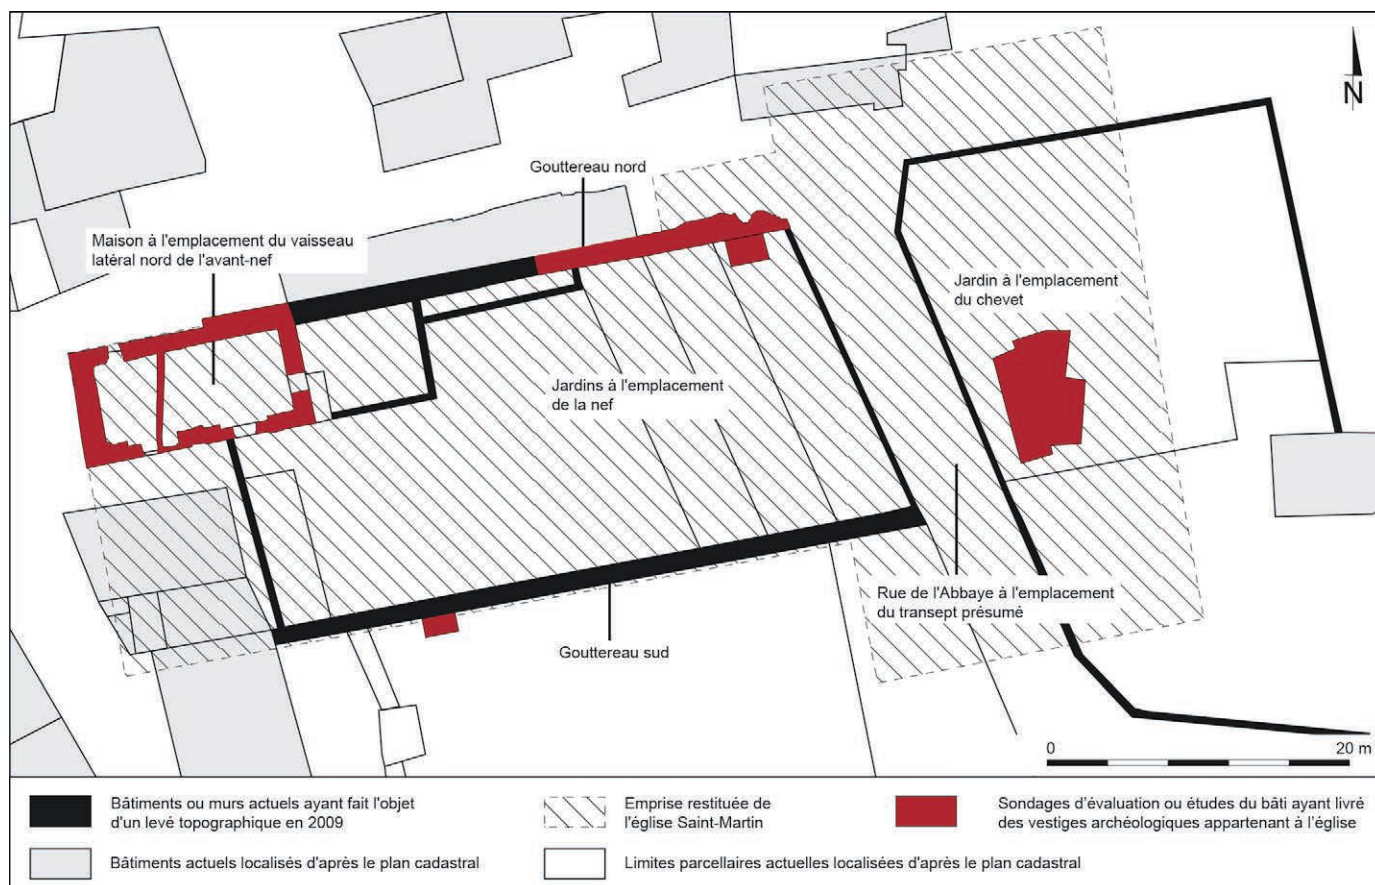 N
Gouttereau nord
Maison à l'emplacement du vaisseau
latéral nord de l'avant-nef
Jardin à l'emplacement
du chevet
Jardins à l'emplacement
de la nef
Rue de l'Abbaye à l'emplacement
du transept présumé
Gouttereau sud
0 20 m
Bâtiments ou murs actuels ayant fait l'objet
d'un levé topographique en 2009
Emprise restituée de
l'église Saint-Martin
Sondages d'évaluation ou études du bâti ayant livré
des vestiges archéologiques appartenant à l'église
Bâtiments actuels localisés d'après le plan cadastral
Limites parcellaires actuelles localisées d'après le plan cadastral